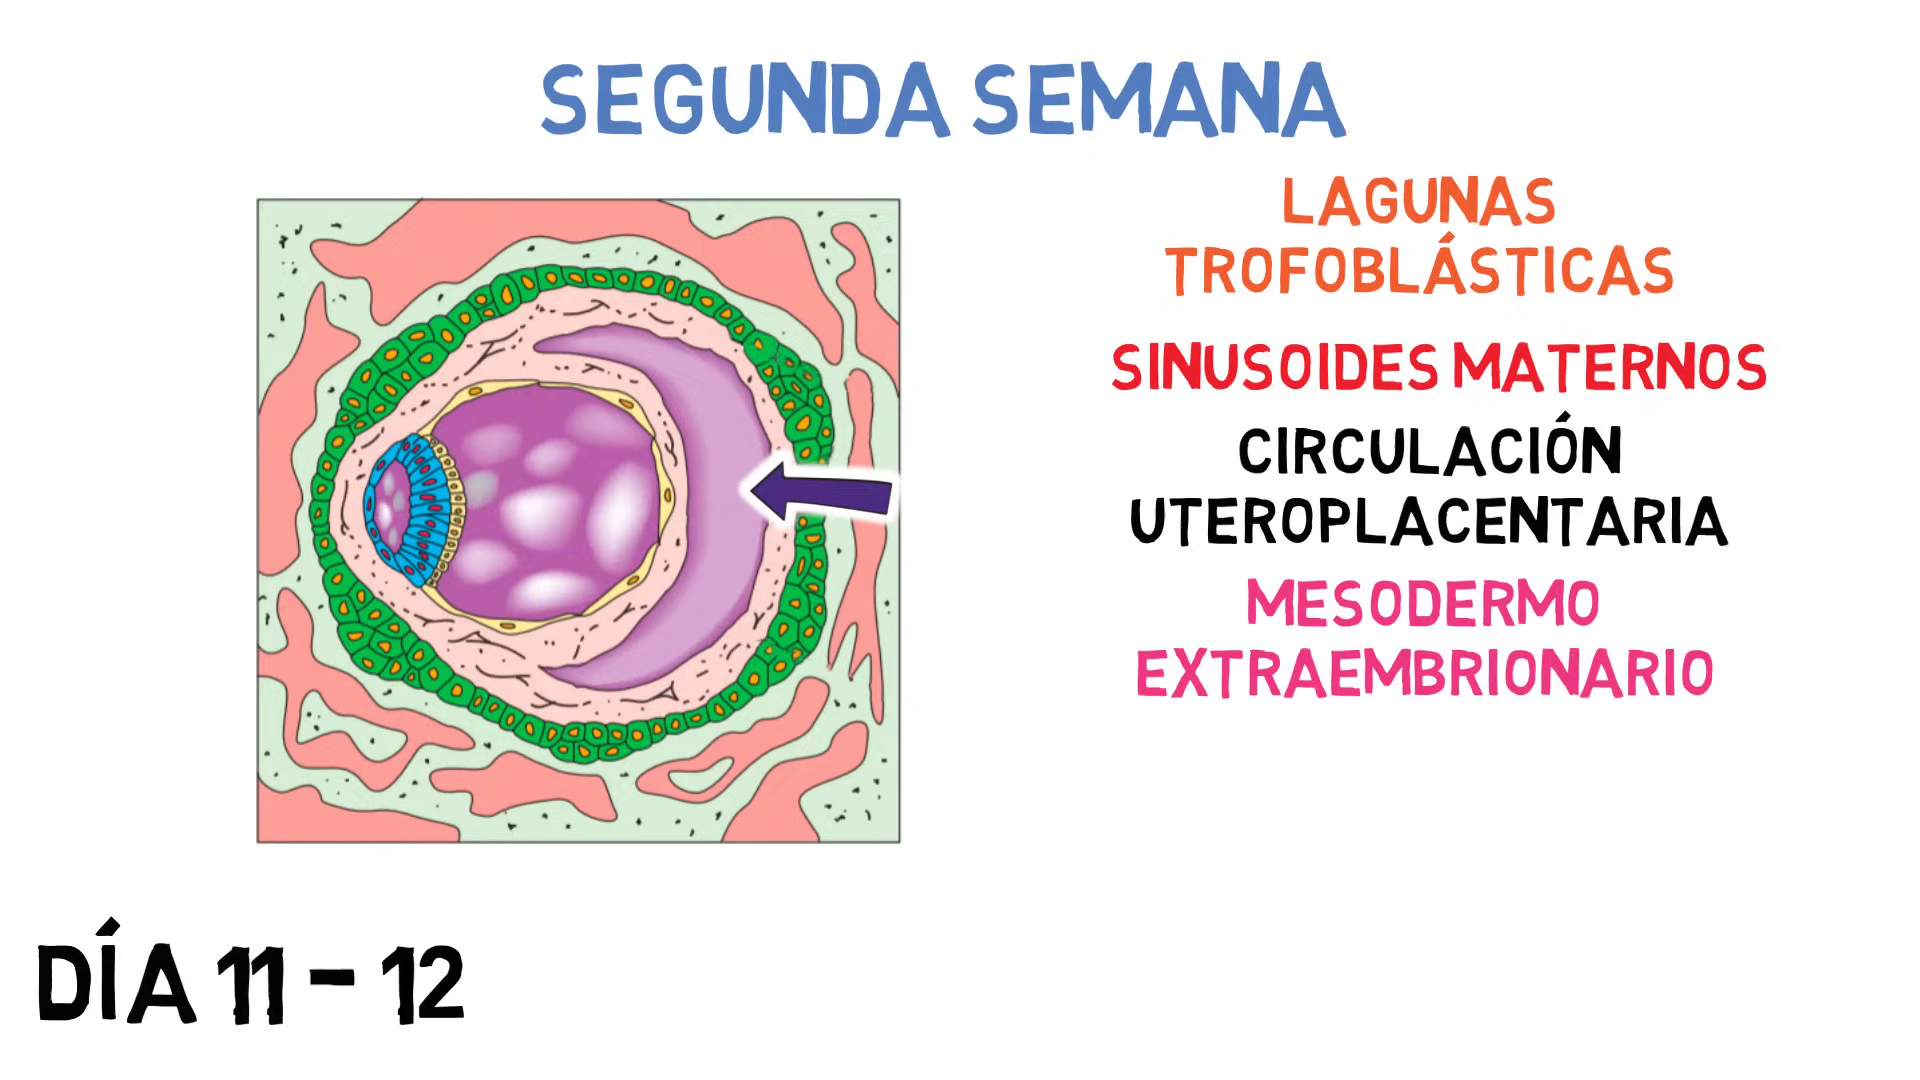 SEGUNDA SEMANA
LAGUNAS
TROFOBLÁSTICAS
SINUSOIDES MATERNOS
CIRCULACIÓN
UTEROPLACENTARIA
MESODERMO
EXTRAEMBRIONARIO
DÍA 11 - 12